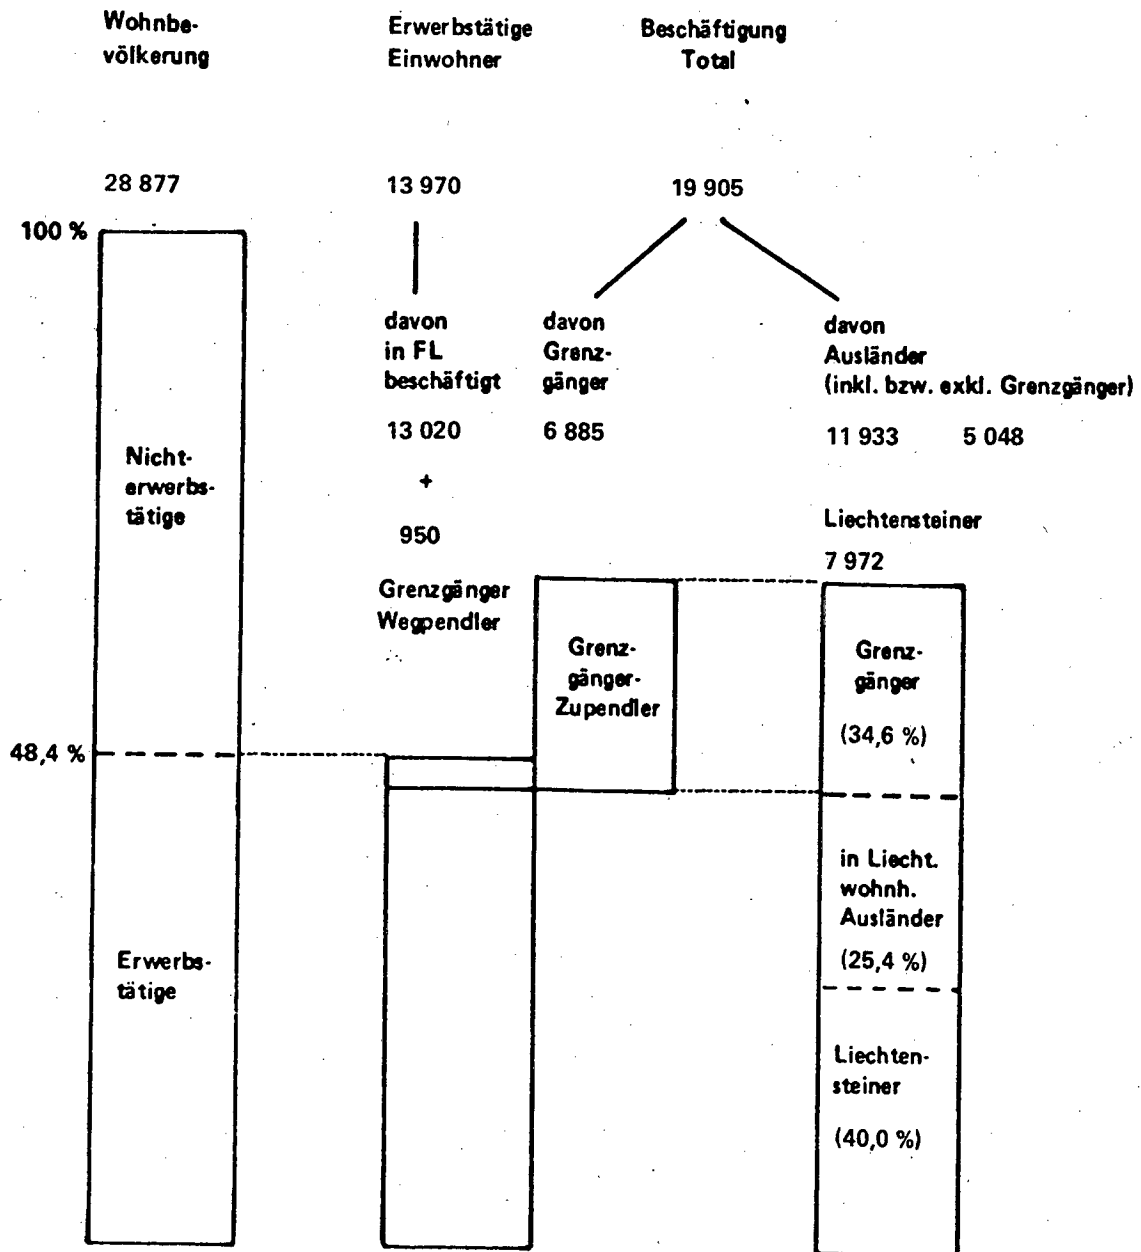 Wohnbe-
völkerung
Erwerbstätige
Einwohner
Beschäftigung
Total
28 877
13 970
19 905
100 %
davon
in FL
beschäftigt
13 020
+
950
Grenzgänger
Wegpendler
davon
Grenz-
gänger
6 885
davon
Ausländer
(inkl. bzw. exkl. Grenzgänger)
11 933 5 048
Liechtensteiner
7 972
Nicht-
erwerbs-
tätige
48,4 %
Erwerbs-
tätige
Grenz-
gänger-
Zupendler
Grenz-
gänger
(34,6 %)
in Liecht.
wohnh.
Ausländer
(25,4 %)
Liechten-
steiner
(40,0 %)